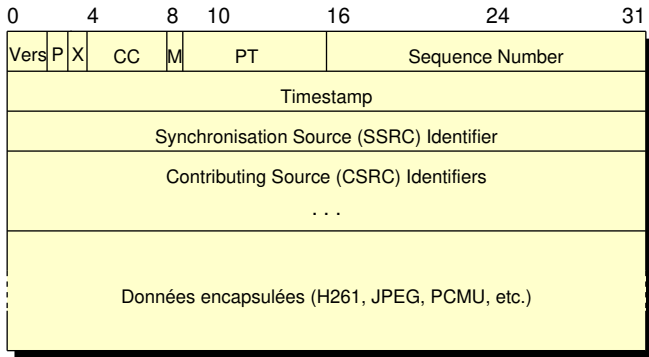 0 4 8 10 16 24 31
Vers P X CC M PT Sequence Number
Timestamp
Synchronisation Source (SSRC) Identifier
Contributing Source (CSRC) Identifiers
. . .
Données encapsulées (H261, JPEG, PCMU, etc.)